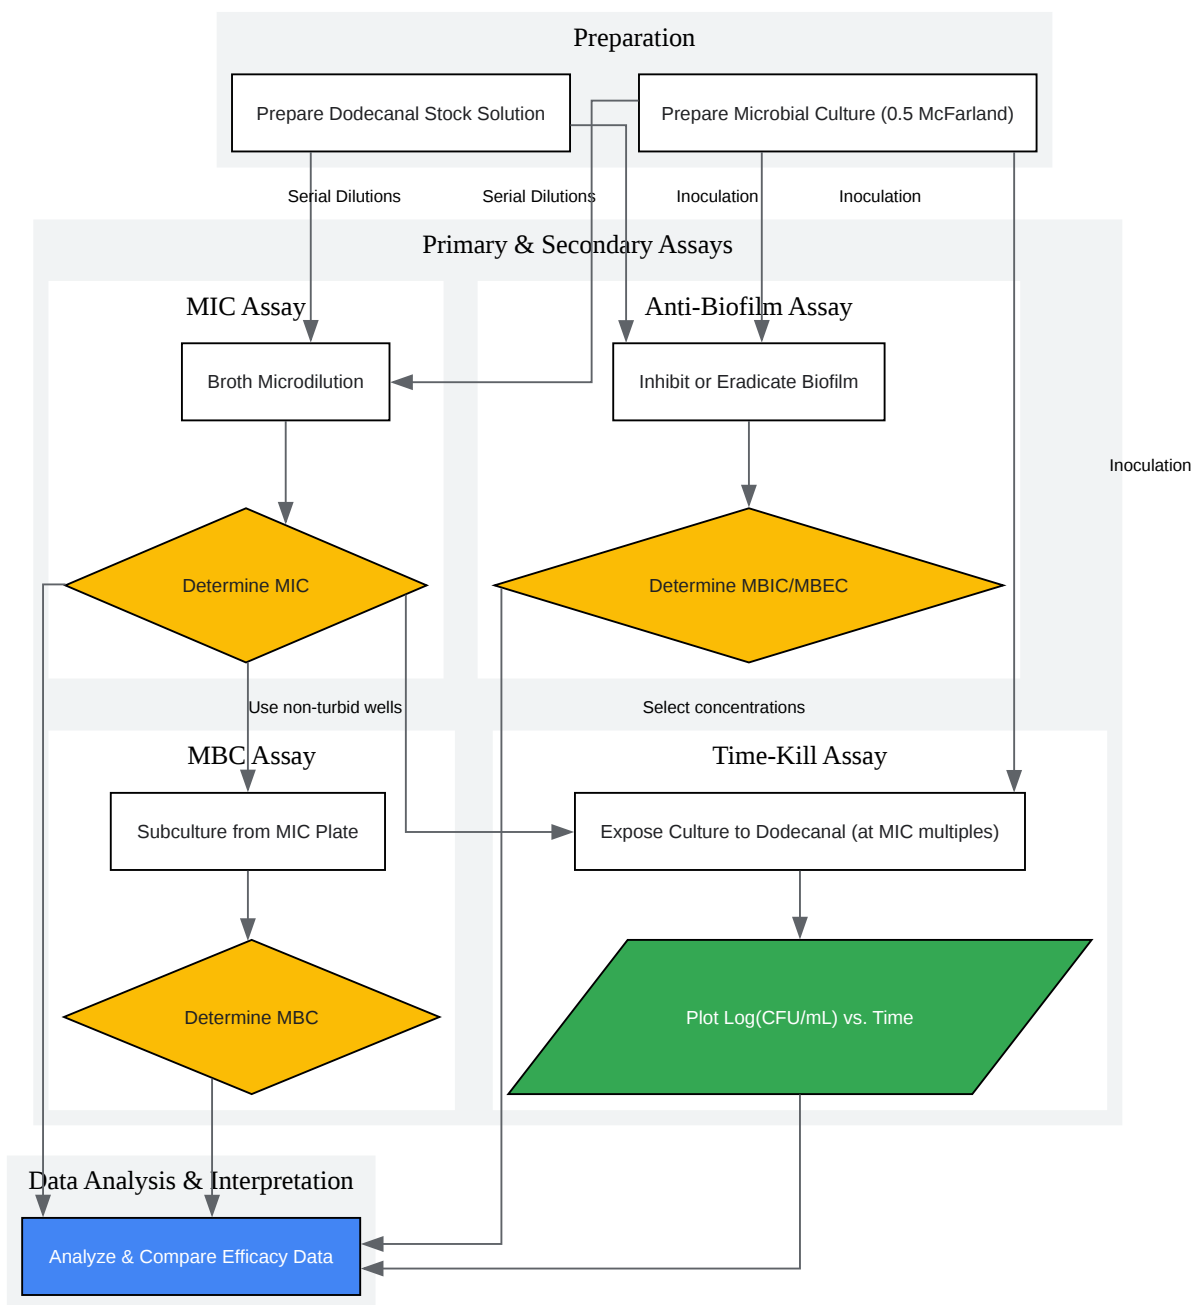 Preparation
Prepare Dodecanal Stock Solution
Prepare Microbial Culture (0.5 McFarland)
Serial Dilutions
Serial Dilutions
Inoculation
Inoculation
Primary & Secondary Assays
MIC Assay
Anti-Biofilm Assay
Broth Microdilution
Inhibit or Eradicate Biofilm
Inoculation
Determine MIC
Determine MBIC/MBEC
Use non-turbid wells
Select concentrations
MBC Assay
Time-Kill Assay
Subculture from MIC Plate
Expose Culture to Dodecanal (at MIC multiples)
Determine MBC
Plot Log(CFU/mL) vs. Time
Data Analysis & Interpretation
Analyze & Compare Efficacy Data